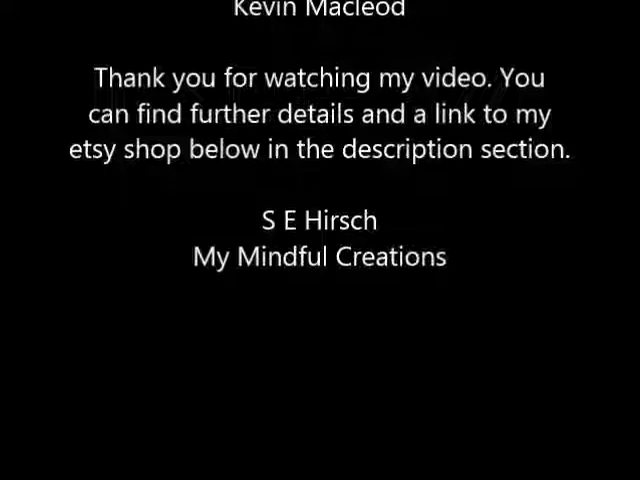 Kevin Macleod
Thank you for watching my video. You
can find further details and a link to my
etsy shop below in the description section.
S E Hirsch
My Mindful Creations